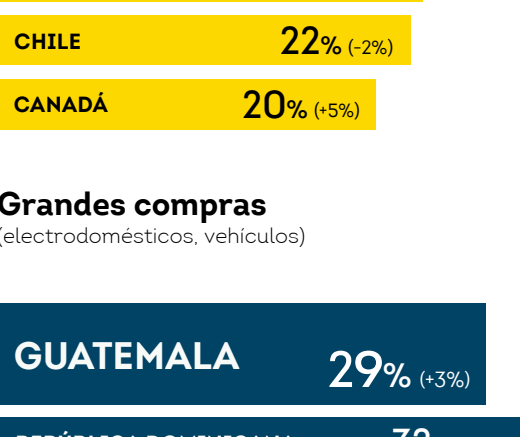 CHILE 22% (-2%)
CANADÁ 20% (+5%)
Grandes compras
(electrodomésticos, vehículos)
GUATEMALA 29% (+3%)